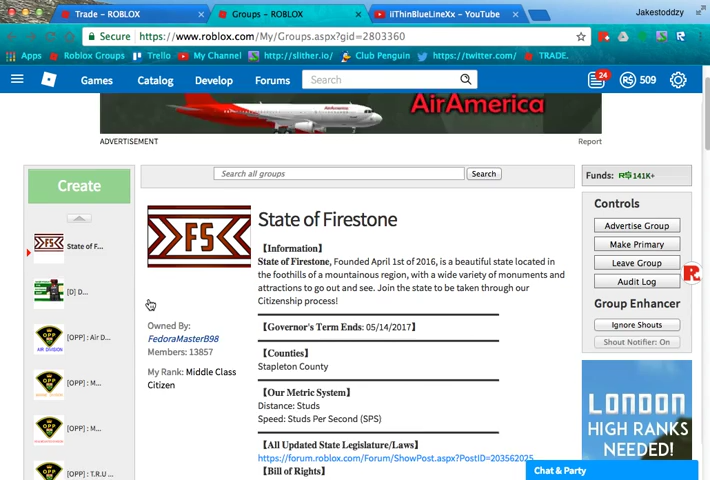 Trade - ROBLOX
Groups - ROBLOX
iiThinBlueLineXx - YouTube
Jakestoddzy
Secure
https://www.roblox.com/My/Groups.aspx?gid=2803360
Apps
Roblox Groups
Trello
My Channel
http://slither.io/
Club Penguin
https://twitter.com/
TRADE.
Games
Catalog
Develop
Forums
Search
24
R$ 509
AirAmerica
ADVERTISEMENT
Report
Create
Search all groups
Search
Funds: R$ 141K+
State of F...
[D] D...
[OPP] : Air D...
[OPP] : M...
[OPP] : M...
[OPP] : T.R.U ...
FS
State of Firestone
【Information】
State of Firestone, Founded April 1st of 2016, is a beautiful state located in
the foothills of a mountainous region, with a wide variety of monuments and
attractions to go out and see. Join the state to be taken through our
Citizenship process!
Owned By:
FedoraMasterB98
Members: 13857
My Rank: Middle Class
Citizen
【Governor's Term Ends: 05/14/2017】
【Counties】
Stapleton County
【Our Metric System】
Distance: Studs
Speed: Studs Per Second (SPS)
【All Updated State Legislature/Laws】
https://forum.roblox.com/Forum/ShowPost.aspx?PostID=203562025
【Bill of Rights】
Controls
Advertise Group
Make Primary
Leave Group
Audit Log
Group Enhancer
Ignore Shouts
Shout Notifier: On
LONDON
HIGH RANKS
NEEDED!
Chat & Party